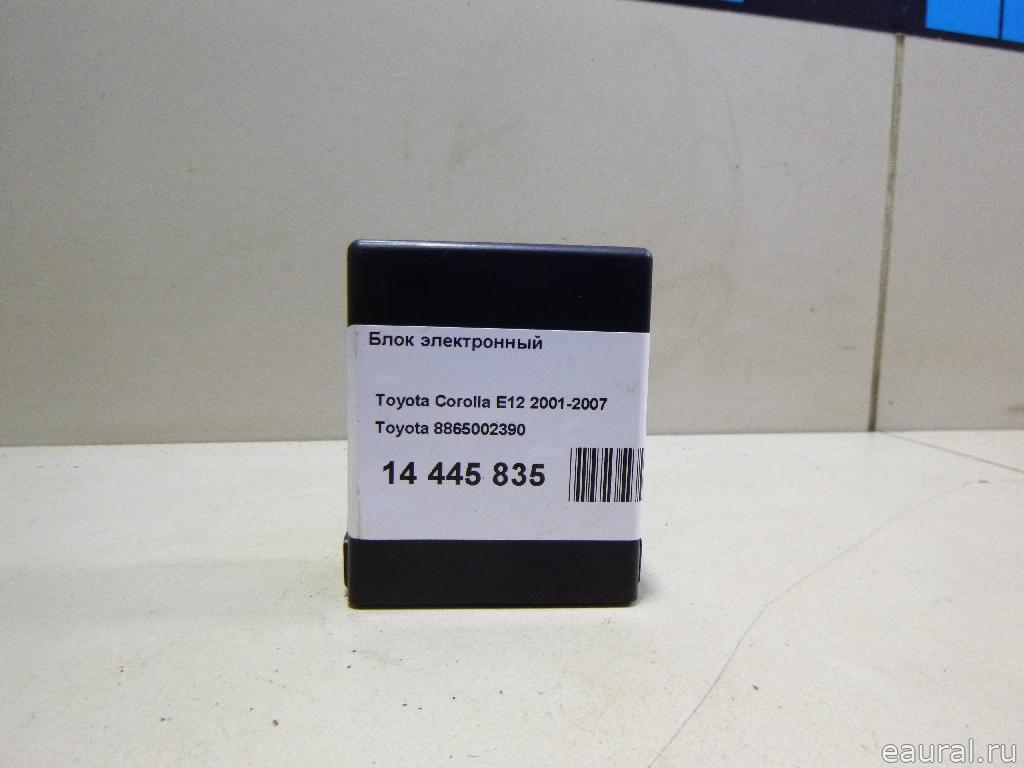 Блок электронный
Toyota Corolla E12 2001-2007
Toyota 8865002390
14 445 835
eaural.ru